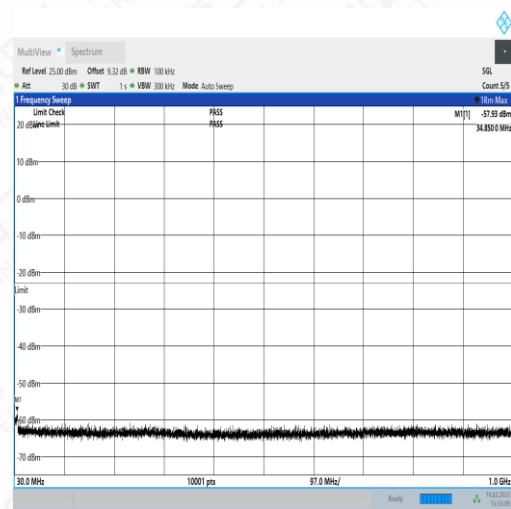 MultiView Spectrum
Ref Level 25.00 dBm Offset 9.32 dB RBW 100 kHz SGL
Att 30 dB SWT 1 s VBW 300 kHz Mode Auto Sweep Count 5/5
1 Frequency Sweep 1Rm Max
Limit Check PASS M1[1] -57.93 dBm
20 dBm Line Limit PASS 34.8500 MHz
10 dBm
0 dBm
-10 dBm
-20 dBm
Limit
-30 dBm
-40 dBm
-50 dBm
M1
-60 dBm
-70 dBm
30.0 MHz 10001 pts 97.0 MHz/ 1.0 GHz
Ready